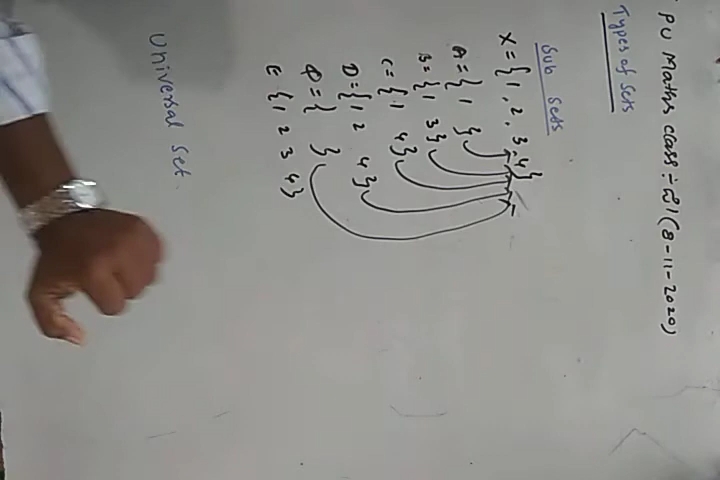 PU Maths class :- 21 (8-11-2020)
Types of Sets
Sub Sets
X = { 1 , 2 , 3 , 4 }
A = { 1 }
B = { 1 3 }
C = { 1 4 }
D = { 1 2 4 }
Φ = { }
E { 1 2 3 4 }
Universal Set.